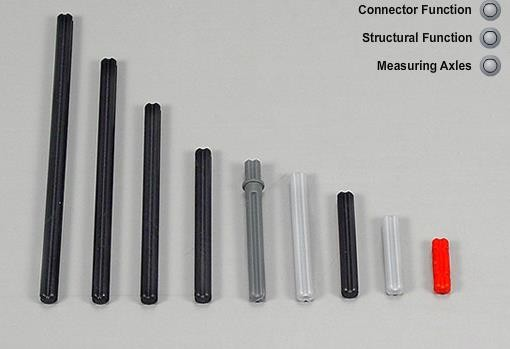 Connector Function
Structural Function
Measuring Axles